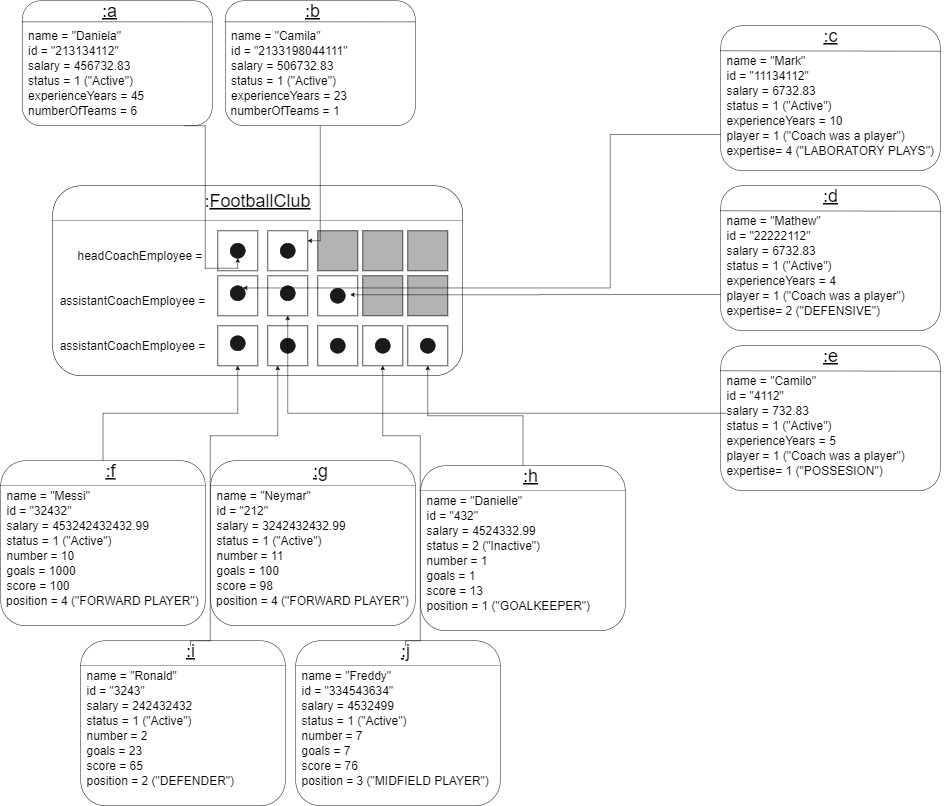 :a
name = "Daniela"
id = "213134112"
salary = 456732.83
status = 1 ("Active")
experienceYears = 45
numberOfTeams = 6
:b
name = "Camila"
id = "2133198044111"
salary = 506732.83
status = 1 ("Active")
experienceYears = 23
numberOfTeams = 1
:c
name = "Mark"
id = "11134112"
salary = 6732.83
status = 1 ("Active")
experienceYears = 10
player = 1 ("Coach was a player")
expertise= 4 ("LABORATORY PLAYS")
:FootballClub
headCoachEmployee =
assistantCoachEmployee =
assistantCoachEmployee =
:d
name = "Mathew"
id = "22222112"
salary = 6732.83
status = 1 ("Active")
experienceYears = 4
player = 1 ("Coach was a player")
expertise= 2 ("DEFENSIVE")
:e
name = "Camilo"
id = "4112"
salary = 732.83
status = 1 ("Active")
experienceYears = 5
player = 1 ("Coach was a player")
expertise= 1 ("POSSESION")
:f
name = "Messi"
id = "32432"
salary = 453242432432.99
status = 1 ("Active")
number = 10
goals = 1000
score = 100
position = 4 ("FORWARD PLAYER")
:g
name = "Neymar"
id = "212"
salary = 3242432432.99
status = 1 ("Active")
number = 11
goals = 100
score = 98
position = 4 ("FORWARD PLAYER")
:h
name = "Danielle"
id = "432"
salary = 4524332.99
status = 2 ("Inactive")
number = 1
goals = 1
score = 13
position = 1 ("GOALKEEPER")
:i
name = "Ronald"
id = "3243"
salary = 242432432
status = 1 ("Active")
number = 2
goals = 23
score = 65
position = 2 ("DEFENDER")
:j
name = "Freddy"
id = "334543634"
salary = 4532499
status = 1 ("Active")
number = 7
goals = 7
score = 76
position = 3 ("MIDFIELD PLAYER")